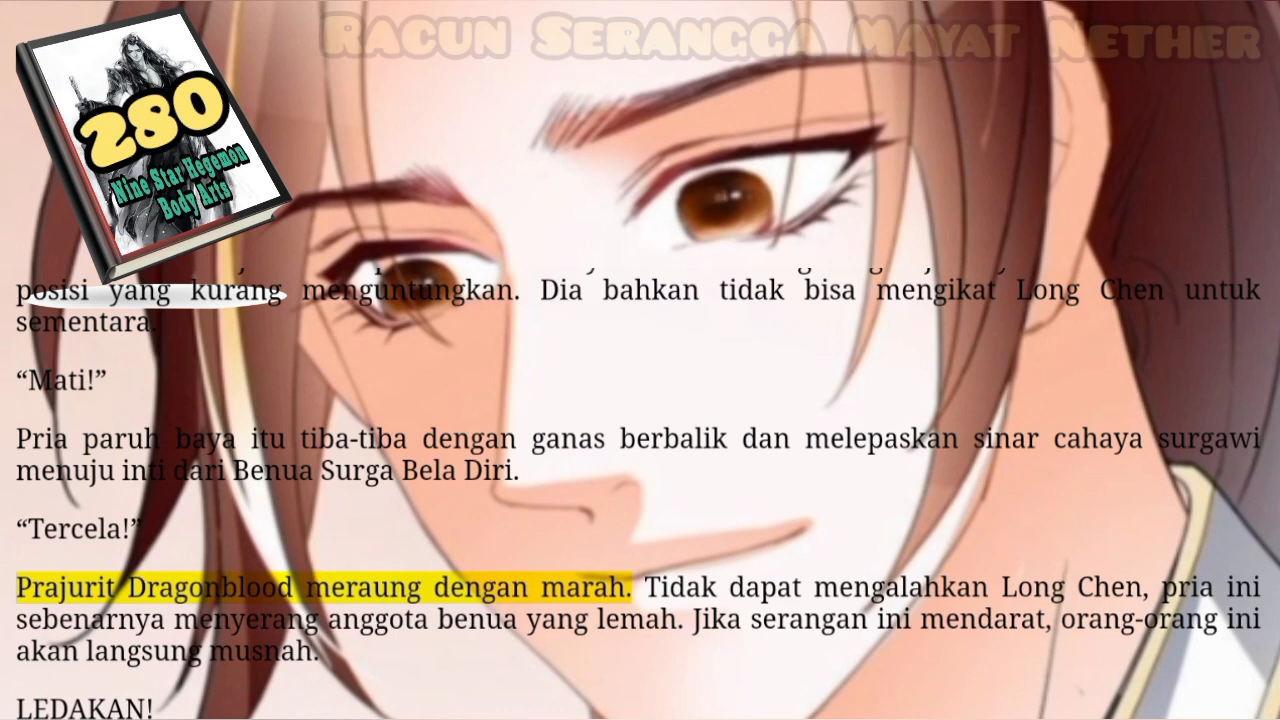 RACUN SERANGGA MAYAT NETHER
280
Nine Star Hegemon
Body Arts
posisi yang kurang menguntungkan. Dia bahkan tidak bisa mengikat Long Chen untuk
sementara.
“Mati!”
Pria paruh baya itu tiba-tiba dengan ganas berbalik dan melepaskan sinar cahaya surgawi
menuju inti dari Benua Surga Bela Diri.
“Tercela!”
Prajurit Dragonblood meraung dengan marah. Tidak dapat mengalahkan Long Chen, pria ini
sebenarnya menyerang anggota benua yang lemah. Jika serangan ini mendarat, orang-orang ini
akan langsung musnah.
LEDAKAN!